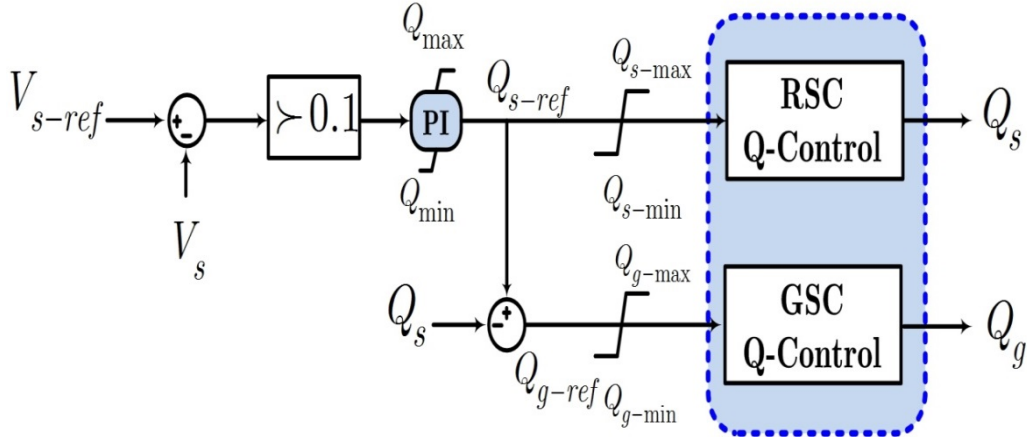 Q_max
V_s-ref
+
-
≻ 0.1
PI
Q_min
V_s
Q_s-ref
Q_s-max
Q_s-min
RSC
Q-Control
Q_s
Q_s
+
-
Q_g-ref
Q_g-max
Q_g-min
GSC
Q-Control
Q_g